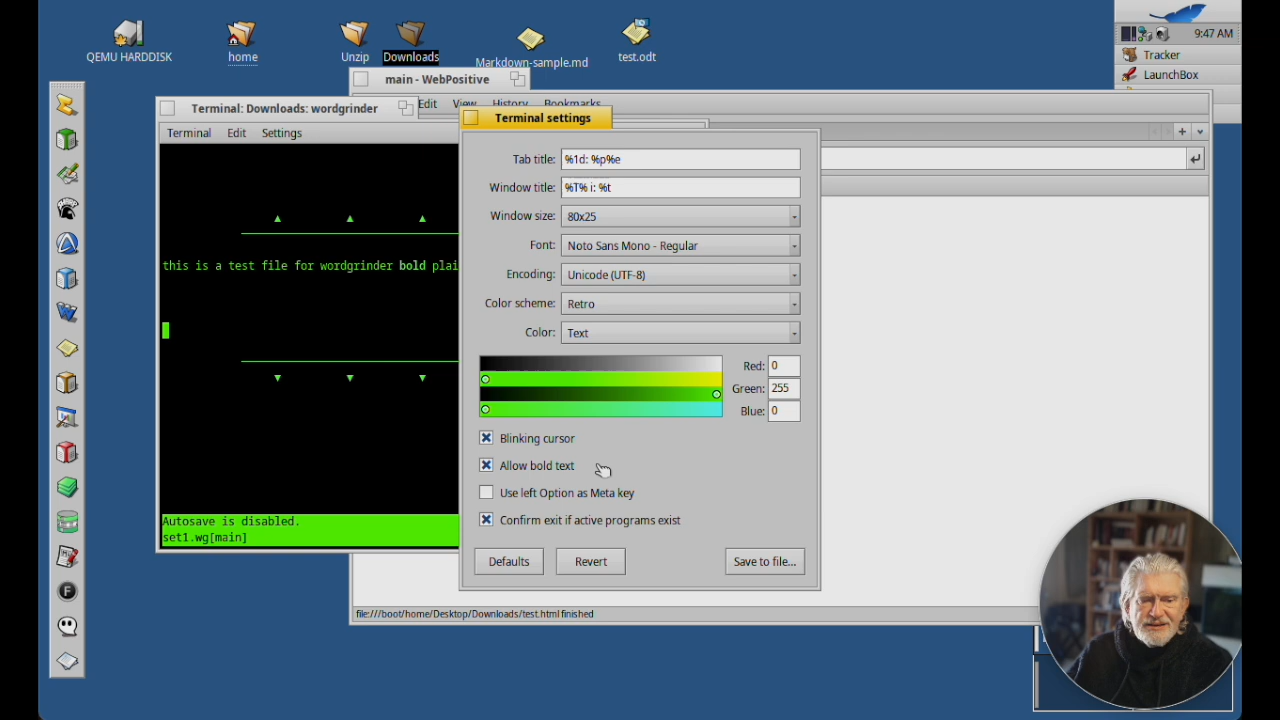 QEMU HARDDISK
home
Unzip
Downloads
Markdown-sample.md
test.odt
9:47 AM
Tracker
LaunchBox
main - WebPositive
Edit View History Bookmarks
Terminal: Downloads: wordgrinder
Terminal Edit Settings
this is a test file for wordgrinder bold plai
Autosave is disabled.
set1.wg[main]
Terminal settings
Tab title: %1d: %p%e
Window title: %T% i: %t
Window size: 80x25
Font: Noto Sans Mono - Regular
Encoding: Unicode (UTF-8)
Color scheme: Retro
Color: Text
Red: 0
Green: 255
Blue: 0
Blinking cursor
Allow bold text
Use left Option as Meta key
Confirm exit if active programs exist
Defaults Revert Save to file...
file:///boot/home/Desktop/Downloads/test.html finished